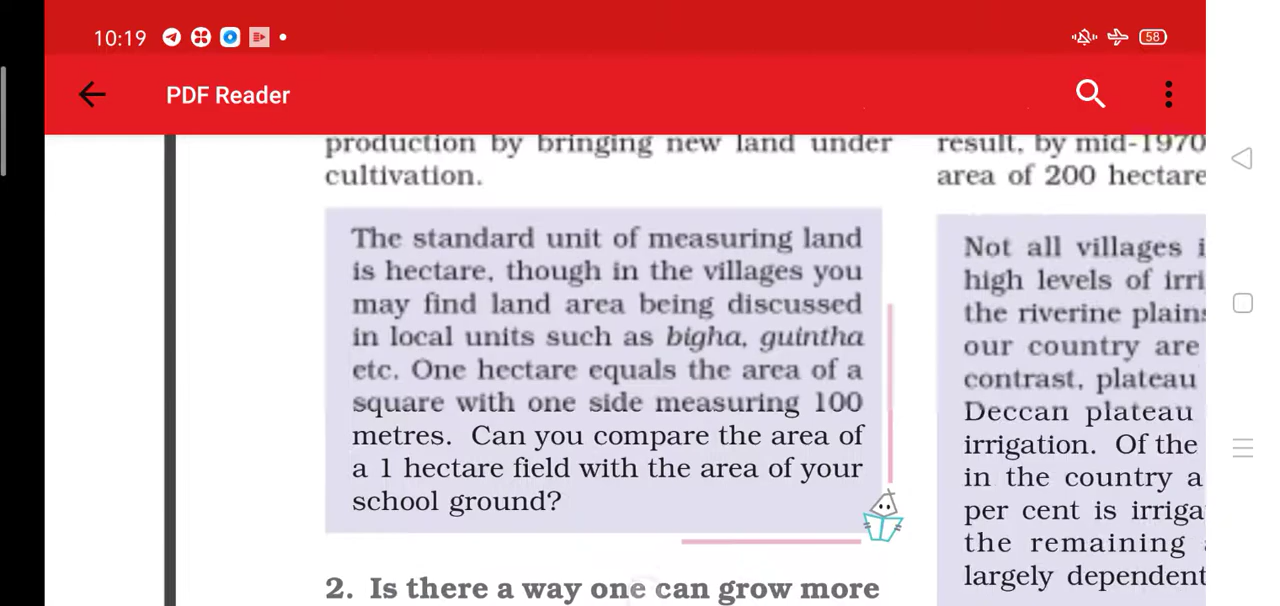 10:19
58
PDF Reader
production by bringing new land under
cultivation.
The standard unit of measuring land
is hectare, though in the villages you
may find land area being discussed
in local units such as bigha, guintha
etc. One hectare equals the area of a
square with one side measuring 100
metres. Can you compare the area of
a 1 hectare field with the area of your
school ground?
2. Is there a way one can grow more
result, by mid-1970
area of 200 hectare
Not all villages i
high levels of irri
the riverine plains
our country are
contrast, plateau
Deccan plateau
irrigation. Of the
in the country a
per cent is irriga
the remaining
largely dependent